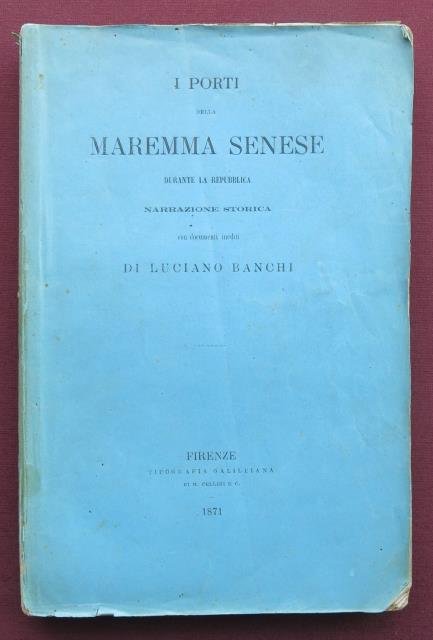 I PORTI
DELLA
MAREMMA SENESE
DURANTE LA REPUBBLICA
NARRAZIONE STORICA
con documenti inediti
DI LUCIANO BANCHI
FIRENZE
TIPOGRAFIA GALILEIANA
DI M. CELLINI E C.
1871